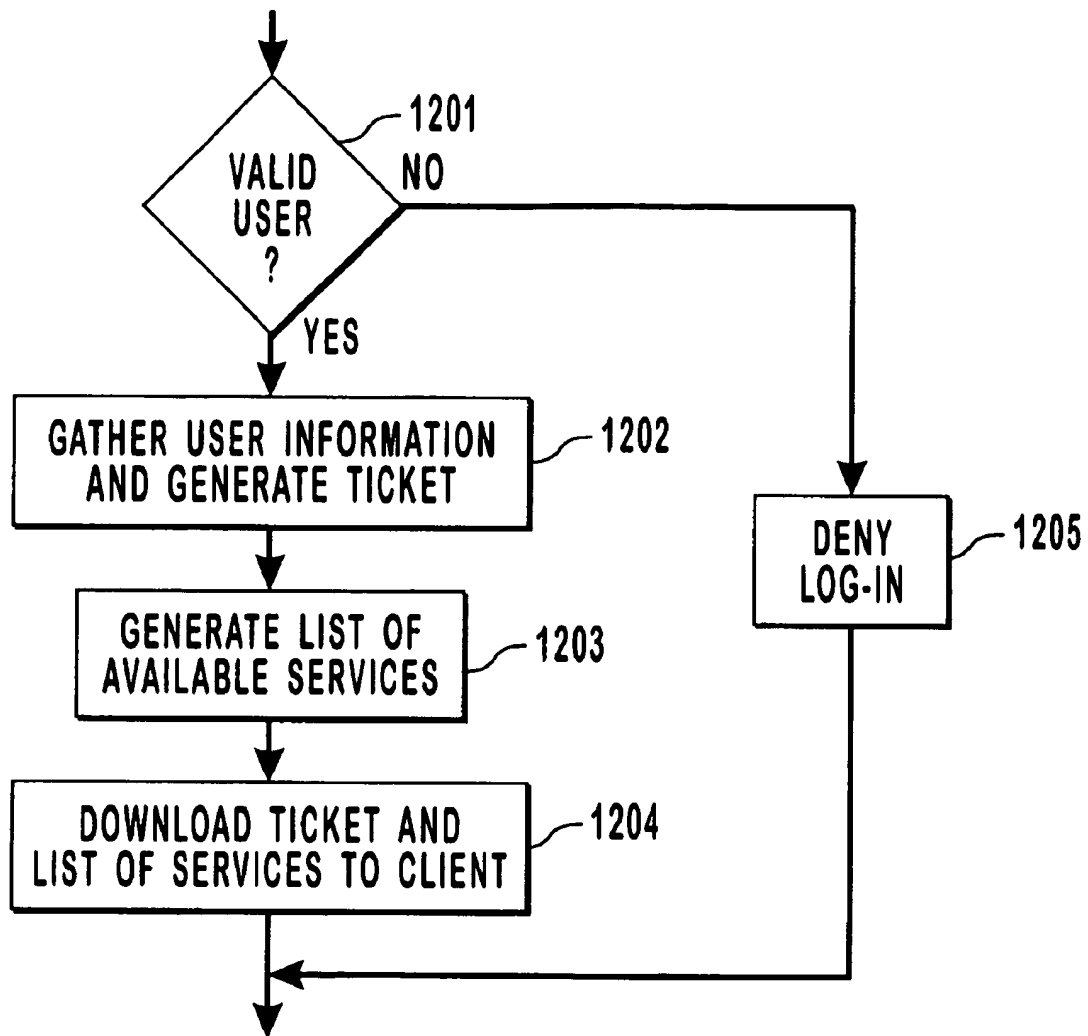 1201
VALID
USER
?
NO
YES
GATHER USER INFORMATION
AND GENERATE TICKET
1202
GENERATE LIST OF
AVAILABLE SERVICES
1203
DOWNLOAD TICKET AND
LIST OF SERVICES TO CLIENT
1204
DENY
LOG-IN
1205